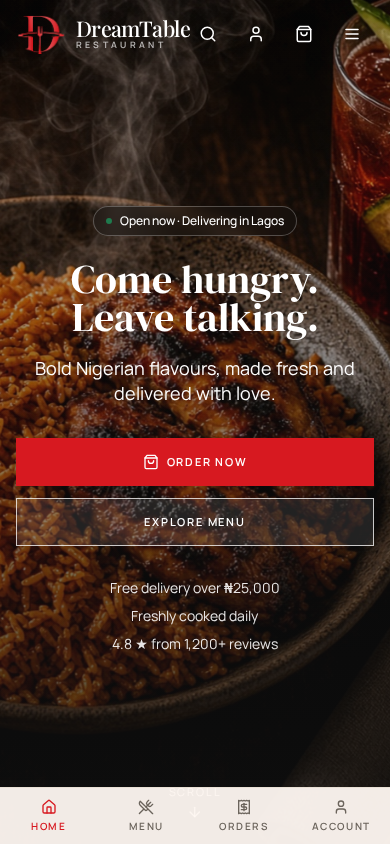 DreamTable
RESTAURANT
Open now · Delivering in Lagos
Come hungry.
Leave talking.
Bold Nigerian flavours, made fresh and
delivered with love.
ORDER NOW
EXPLORE MENU
Free delivery over ₦25,000
Freshly cooked daily
4.8 ★ from 1,200+ reviews
SCROLL
HOME
MENU
ORDERS
ACCOUNT